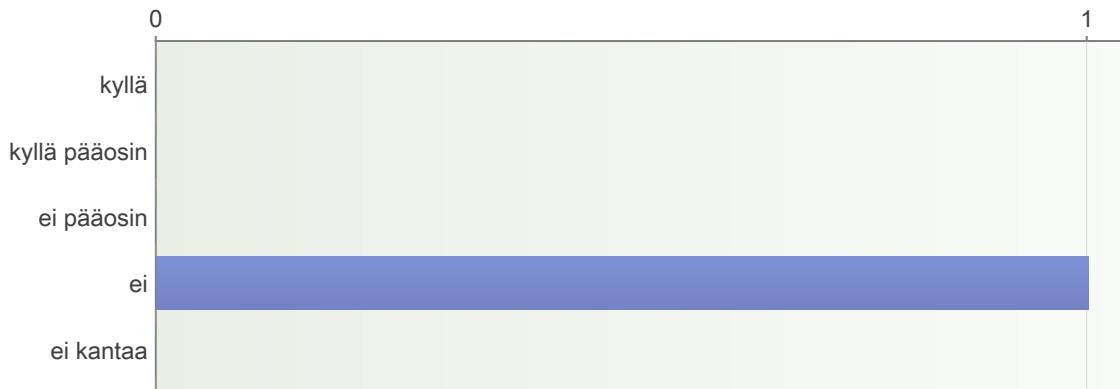 0 1
kyllä
kyllä pääosin
ei pääosin
ei
ei kantaa